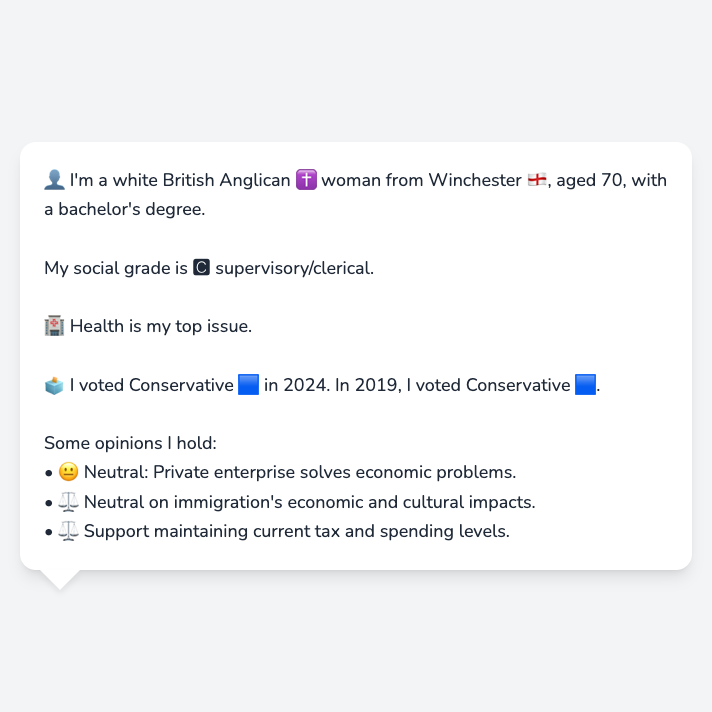 👤 I'm a white British Anglican ✝️ woman from Winchester 🏴󠁧󠁢󠁥󠁮󠁧󠁿, aged 70, with
a bachelor's degree.
My social grade is 🅲 supervisory/clerical.
🏥 Health is my top issue.
🗳️ I voted Conservative 🟦 in 2024. In 2019, I voted Conservative 🟦.
Some opinions I hold:
• 😐 Neutral: Private enterprise solves economic problems.
• ⚖️ Neutral on immigration's economic and cultural impacts.
• ⚖️ Support maintaining current tax and spending levels.